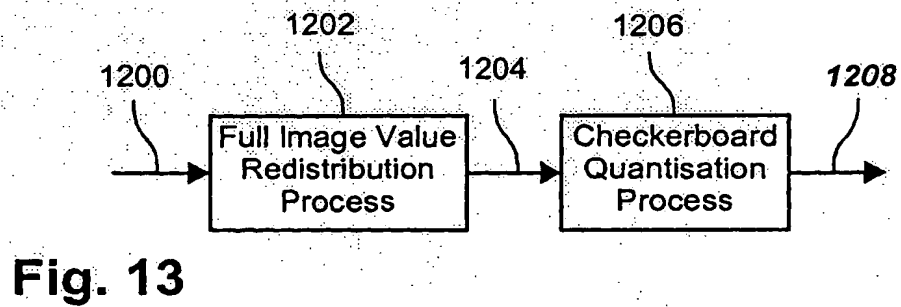 1202
1206
1200
1204
1208
Full Image Value
Redistribution
Process
Checkerboard
Quantisation
Process
Fig. 13